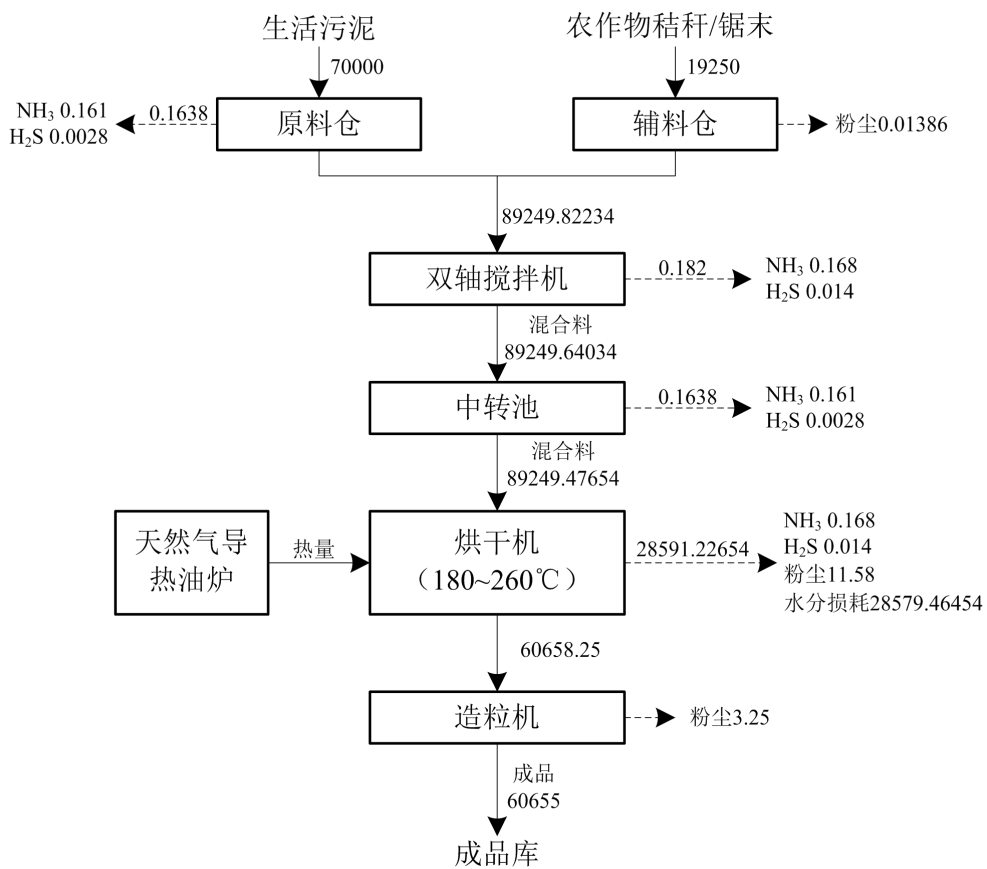 生活污泥
农作物秸秆/锯末
70000
19250
NH₃ 0.161
H₂S 0.0028
0.1638
原料仓
辅料仓
粉尘0.01386
89249.82234
双轴搅拌机
0.182
NH₃ 0.168
H₂S 0.014
混合料
89249.64034
中转池
0.1638
NH₃ 0.161
H₂S 0.0028
混合料
89249.47654
天然气导
热油炉
热量
烘干机
（180~260℃）
28591.22654
NH₃ 0.168
H₂S 0.014
粉尘11.58
水分损耗28579.46454
60658.25
造粒机
粉尘3.25
成品
60655
成品库